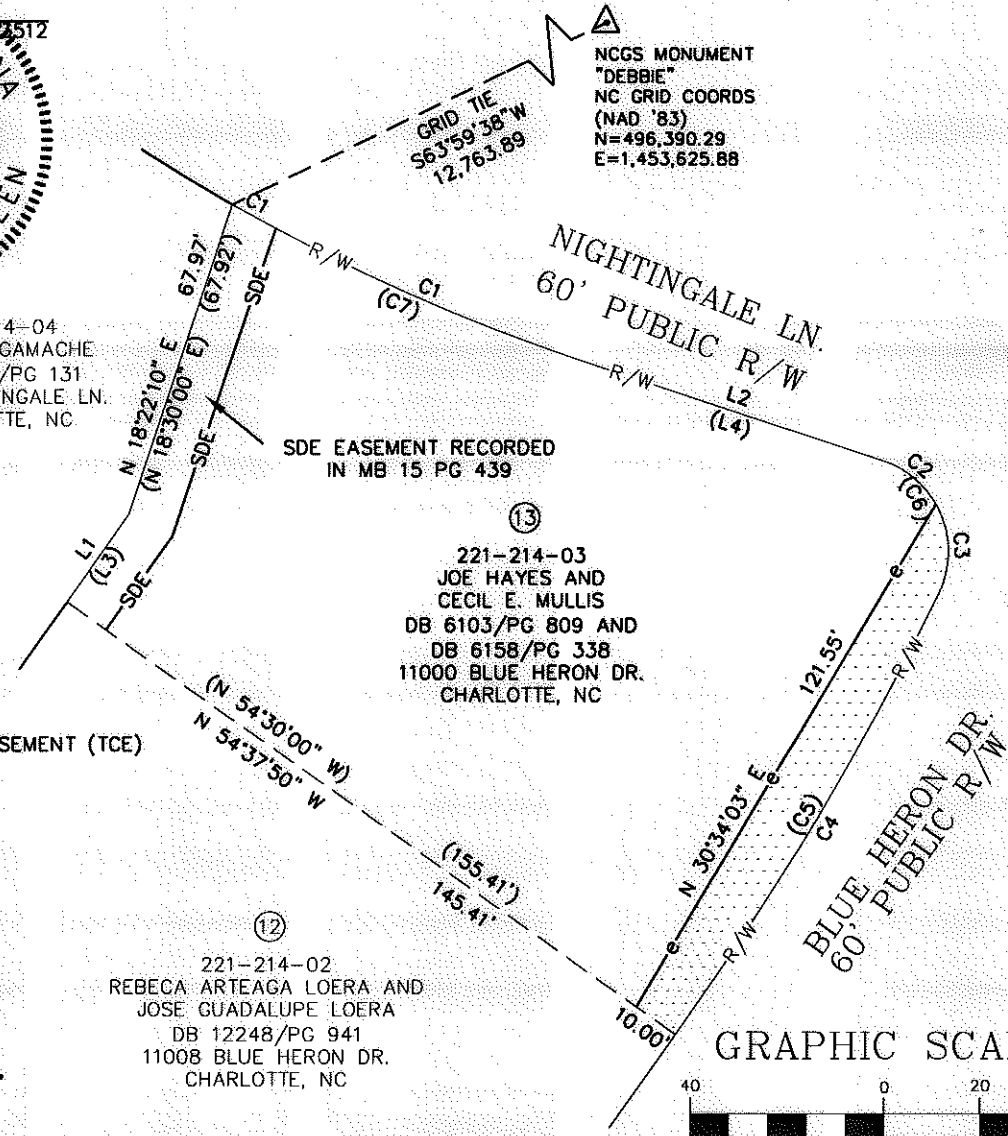 NCGS MONUMENT
"DEBBIE"
NC GRID COORDS
(NAD '83)
N=496,390.29
E=1,453,625.88
GRID TIE
S63°59'38"W
12,763.89
C1
R/W
C1
(C7)
NIGHTINGALE LN.
60' PUBLIC R/W
R/W
L2
(L4)
C2
(C6)
C3
67.97'
(67.92')
N 18°22'10" E
(N 18°30'00" E)
SDE
SDE
SDE
L1
(L3)
4-04
GAMACHE
/PG 131
NGALE LN.
TTE, NC
SDE EASEMENT RECORDED
IN MB 15 PG 439
13
221-214-03
JOE HAYES AND
CECIL E. MULLIS
DB 6103/PG 809 AND
DB 6158/PG 338
11000 BLUE HERON DR.
CHARLOTTE, NC
e
121.55'
R/W
e
N 30°34'03" E
(C5)
C4
e
R/W
BLUE HERON DR.
60' PUBLIC R/W
(N 54°30'00" W)
N 54°37'50" W
(155.41')
145.41'
10.00'
SEMENT (TCE)
12
221-214-02
REBECA ARTEAGA LOERA AND
JOSE GUADALUPE LOERA
DB 12248/PG 941
11008 BLUE HERON DR.
CHARLOTTE, NC
GRAPHIC SCA
40 0 20